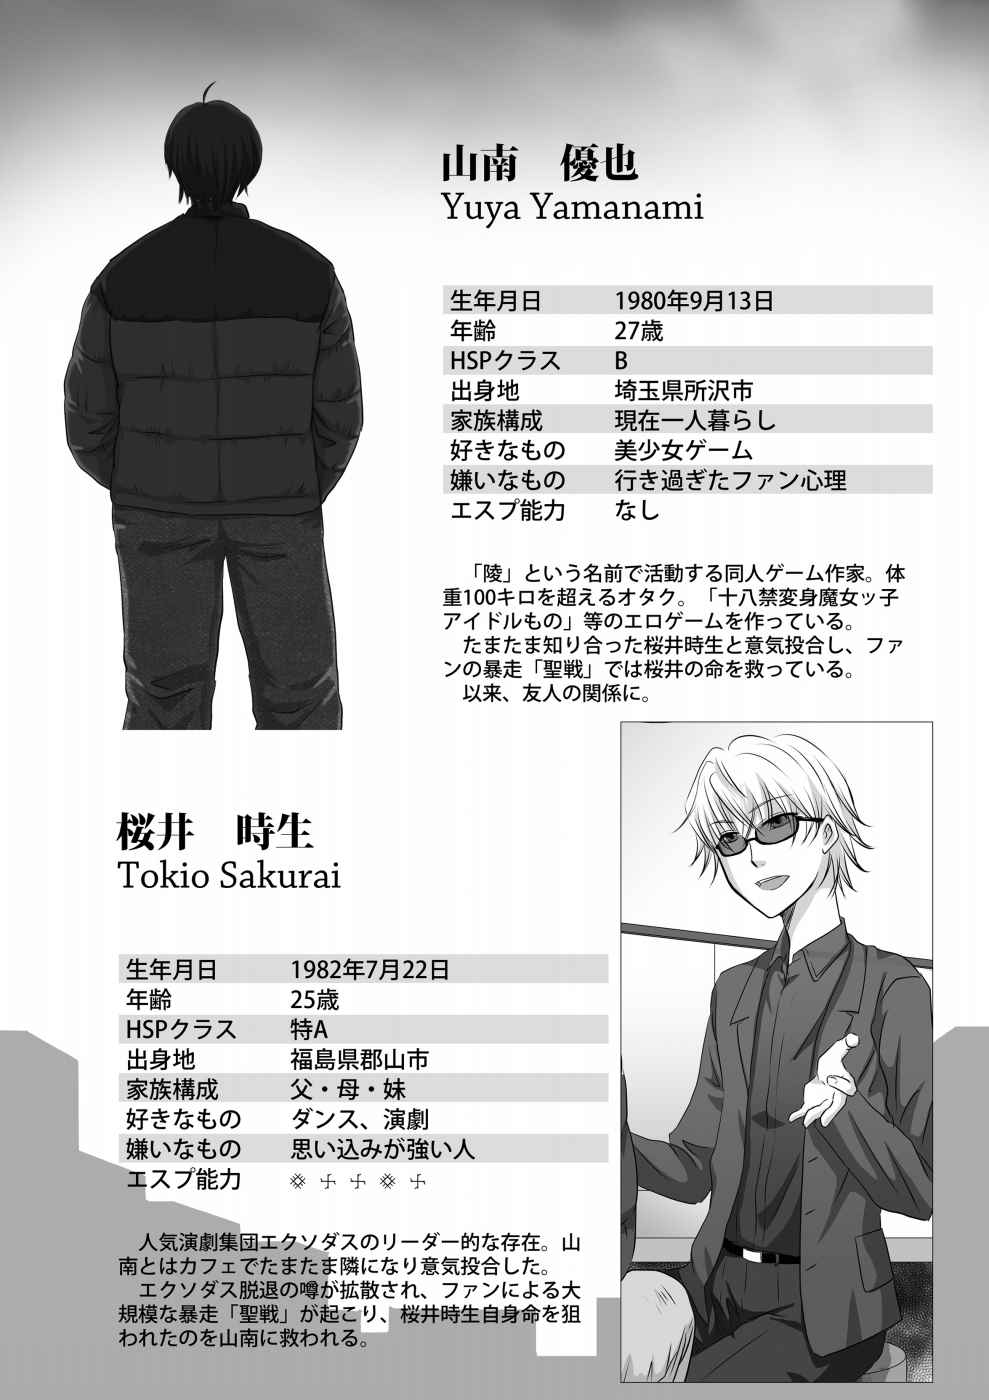 山南　優也
Yuya Yamanami
生年月日　1980年9月13日
年齢　27歳
HSPクラス　B
出身地　埼玉県所沢市
家族構成　現在一人暮らし
好きなもの　美少女ゲーム
嫌いなもの　行き過ぎたファン心理
エスプ能力　なし
「陵」という名前で活動する同人ゲーム作家。体
重100キロを超えるオタク。「十八禁変身魔女ッ子
アイドルもの」等のエロゲームを作っている。
たまたま知り合った桜井時生と意気投合し、ファ
ンの暴走「聖戦」では桜井の命を救っている。
以来、友人の関係に。
桜井　時生
Tokio Sakurai
生年月日　1982年7月22日
年齢　25歳
HSPクラス　特A
出身地　福島県郡山市
家族構成　父・母・妹
好きなもの　ダンス、演劇
嫌いなもの　思い込みが強い人
エスプ能力
人気演劇集団エクソダスのリーダー的な存在。山
南とはカフェでたまたま隣になり意気投合した。
エクソダス脱退の噂が拡散され、ファンによる大
規模な暴走「聖戦」が起こり、桜井時生自身命を狙
われたのを山南に救われる。